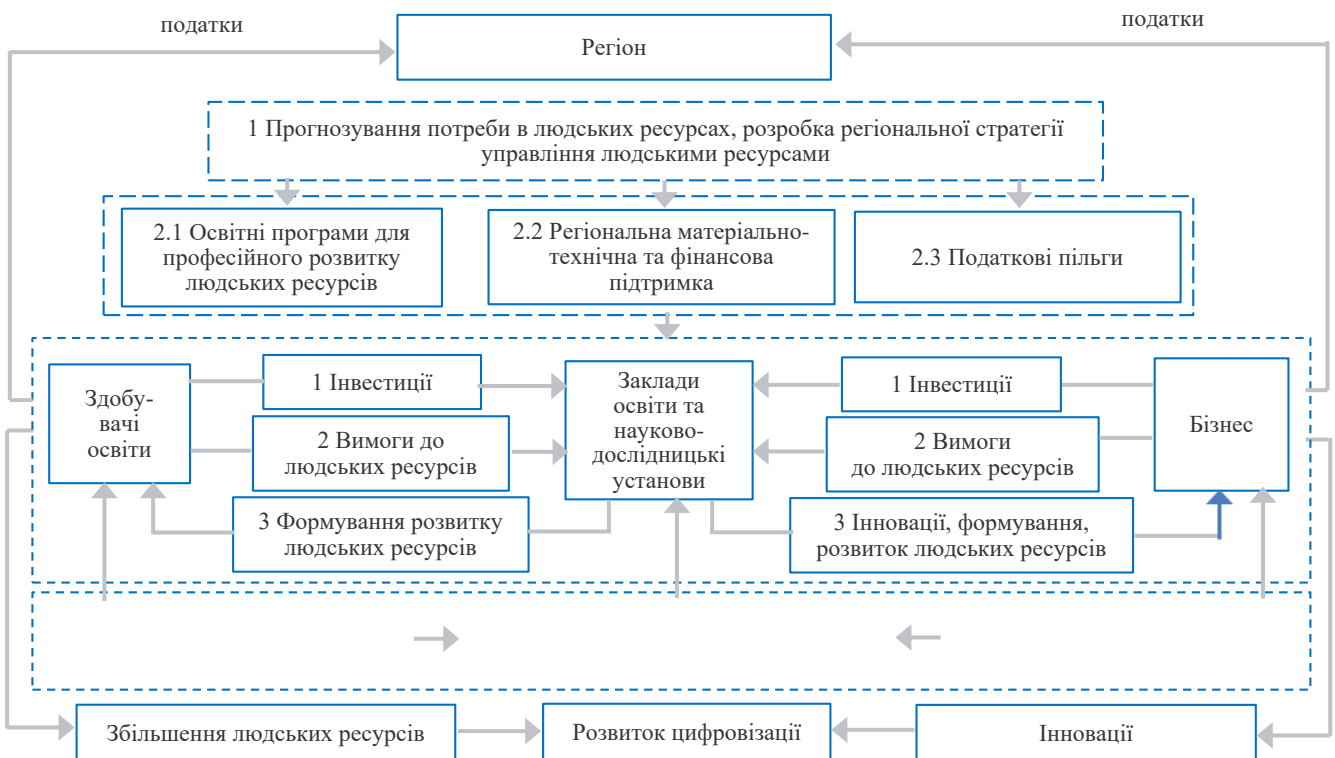 податки
податки
Регіон
1 Прогнозування потреби в людських ресурсах, розробка регіональної стратегії
управління людськими ресурсами
2.1 Освітні програми для
професійного розвитку
людських ресурсів
2.2 Регіональна матеріально-
технічна та фінансова
підтримка
2.3 Податкові пільги
Здобу-
вачі
освіти
1 Інвестиції
2 Вимоги до
людських ресурсів
3 Формування розвитку
людських ресурсів
Заклади
освіти та
науково-
дослідницькі
установи
1 Інвестиції
2 Вимоги
до людських ресурсів
3 Інновації, формування,
розвиток людських ресурсів
Бізнес
Збільшення людських ресурсів
Розвиток цифровізації
Інновації